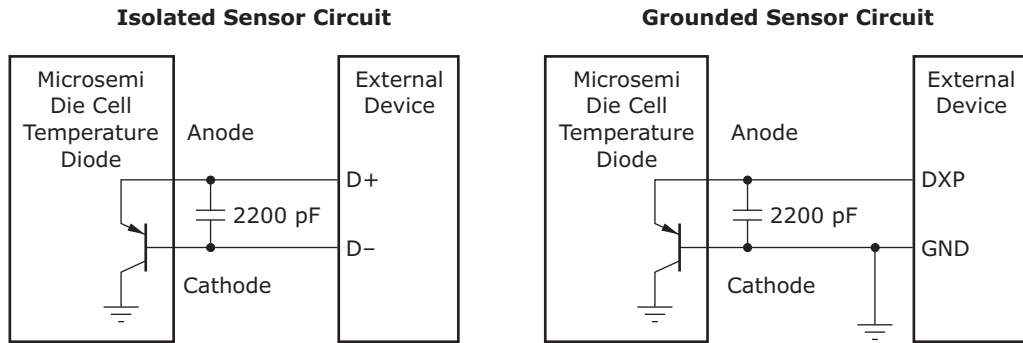 Isolated Sensor Circuit
Microsemi
Die Cell
Temperature
Diode
Anode
Cathode
2200 pF
External
Device
D+
D−
Grounded Sensor Circuit
Microsemi
Die Cell
Temperature
Diode
Anode
Cathode
2200 pF
External
Device
DXP
GND